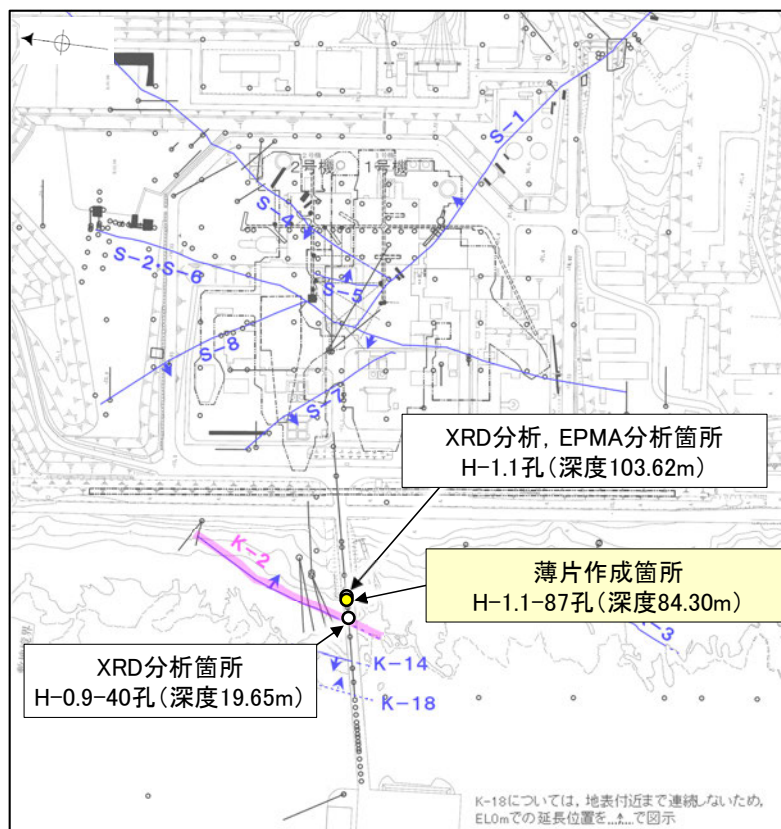 S-1
2号機
1号機
S-4
S-2・S-6
S-5
S-8
S-7
XRD分析，EPMA分析箇所
H-1.1孔(深度103.62m)
K-2
薄片作成箇所
H-1.1-87孔(深度84.30m)
XRD分析箇所
H-0.9-40孔(深度19.65m)
K-14
K-18
K-18については，地表付近まで連続しないため，
EL0mでの延長位置を
で図示